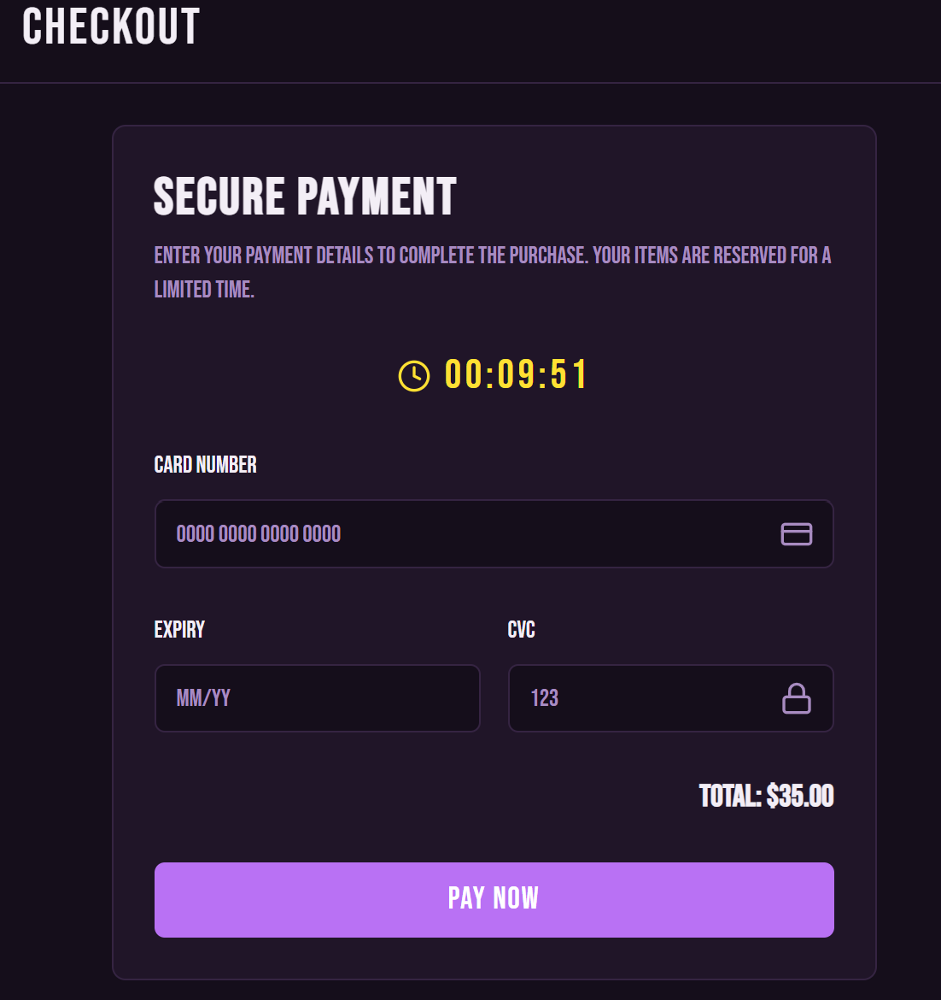 CHECKOUT
SECURE PAYMENT
ENTER YOUR PAYMENT DETAILS TO COMPLETE THE PURCHASE. YOUR ITEMS ARE RESERVED FOR A
LIMITED TIME.
00:09:51
CARD NUMBER
0000 0000 0000 0000
EXPIRY
CVC
MM/YY
123
TOTAL: $35.00
PAY NOW